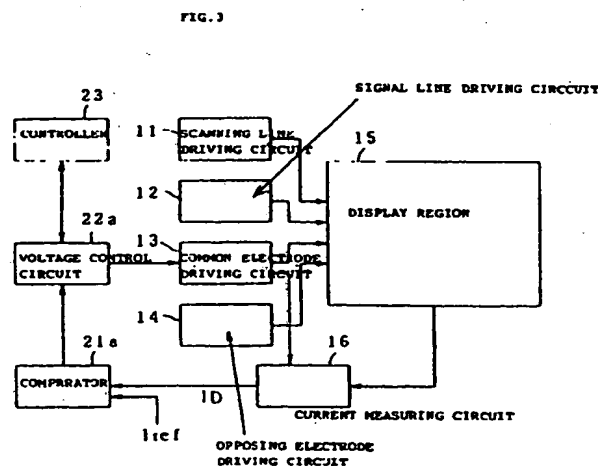 FIG.3
SIGNAL LINE DRIVING CIRCCUIT
23
CONTROLLER
11
SCANNING LINE
DRIVING CIRCUIT
15
12
DISPLAY REGION
22a
VOLTAGE CONTROL
CIRCUIT
13
COMMON ELECTRODE
DRIVING CIRCUIT
14
21a
COMPARATOR
16
ID
Iref
CURRENT MEASURING CIRCUIT
OPPOSING ELECTRODE
DRIVING CIRCUIT